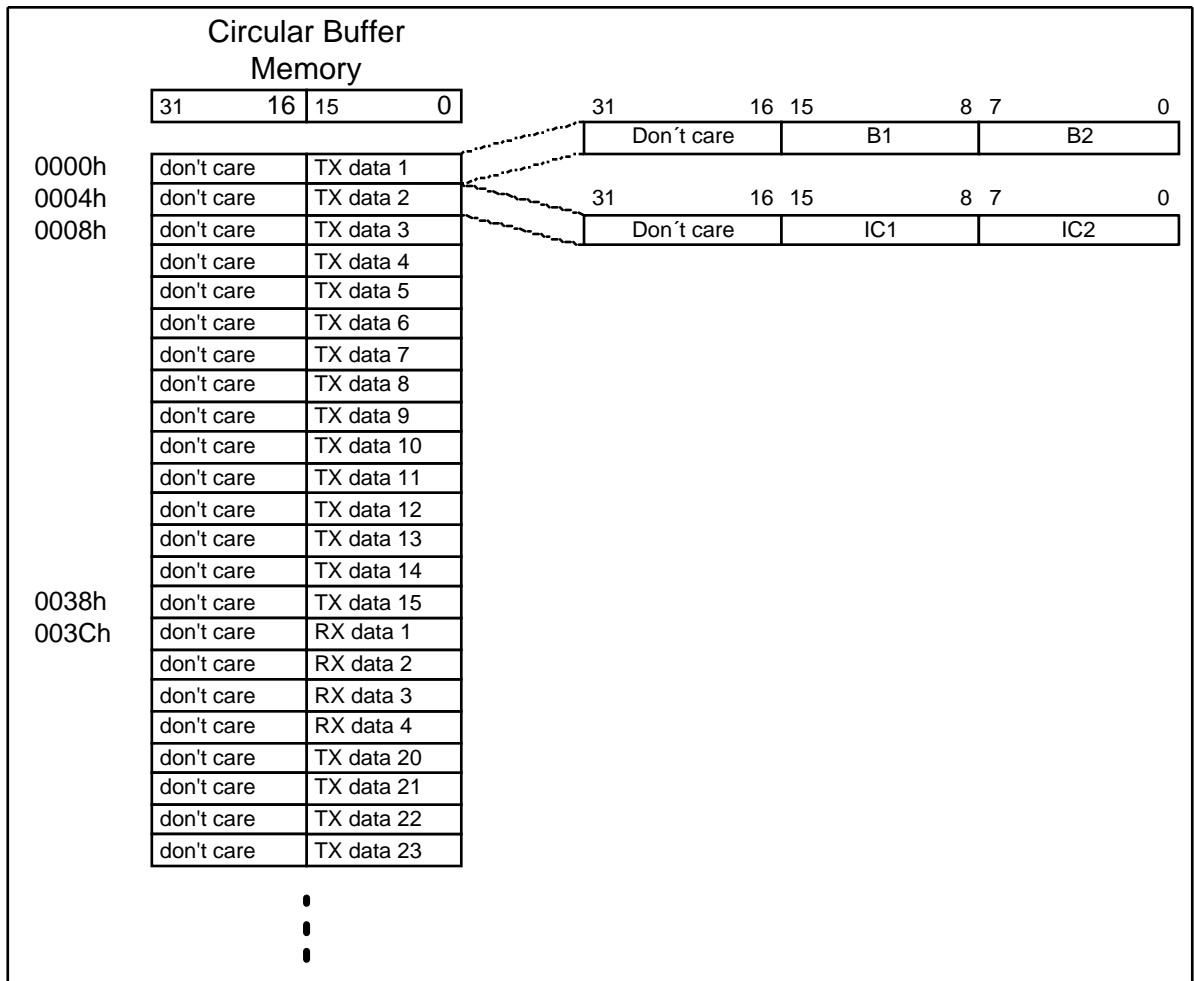 Circular Buffer
Memory
31 16 15 0
31 16 15 8 7 0
Don´t care B1 B2
0000h don't care TX data 1
0004h don't care TX data 2
31 16 15 8 7 0
0008h don't care TX data 3
Don´t care IC1 IC2
don't care TX data 4
don't care TX data 5
don't care TX data 6
don't care TX data 7
don't care TX data 8
don't care TX data 9
don't care TX data 10
don't care TX data 11
don't care TX data 12
don't care TX data 13
don't care TX data 14
0038h don't care TX data 15
003Ch don't care RX data 1
don't care RX data 2
don't care RX data 3
don't care RX data 4
don't care TX data 20
don't care TX data 21
don't care TX data 22
don't care TX data 23